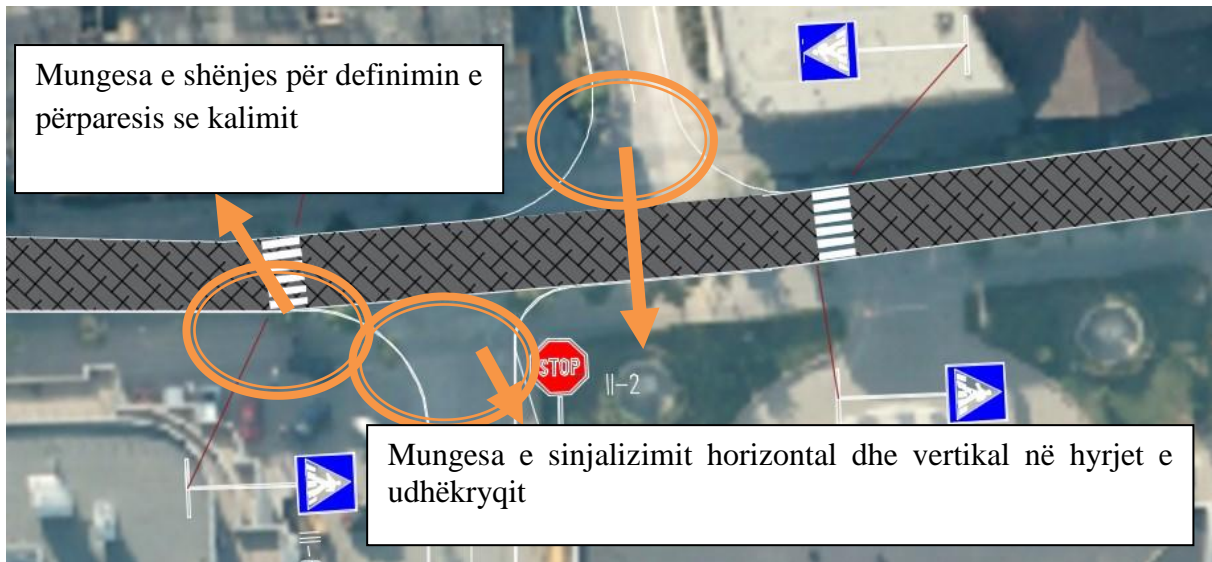 Mungesa e shënjes për definimin e
përparesis se kalimit
STOP
II-2
Mungesa e sinjalizimit horizontal dhe vertikal në hyrjet e
udhëkryqit